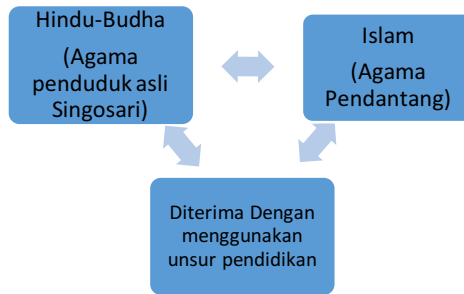 Hindu-Budha
(Agama
penduduk asli
Singosari)
Islam
(Agama
Pendantang)
Diterima Dengan
menggunakan
unsur pendidikan